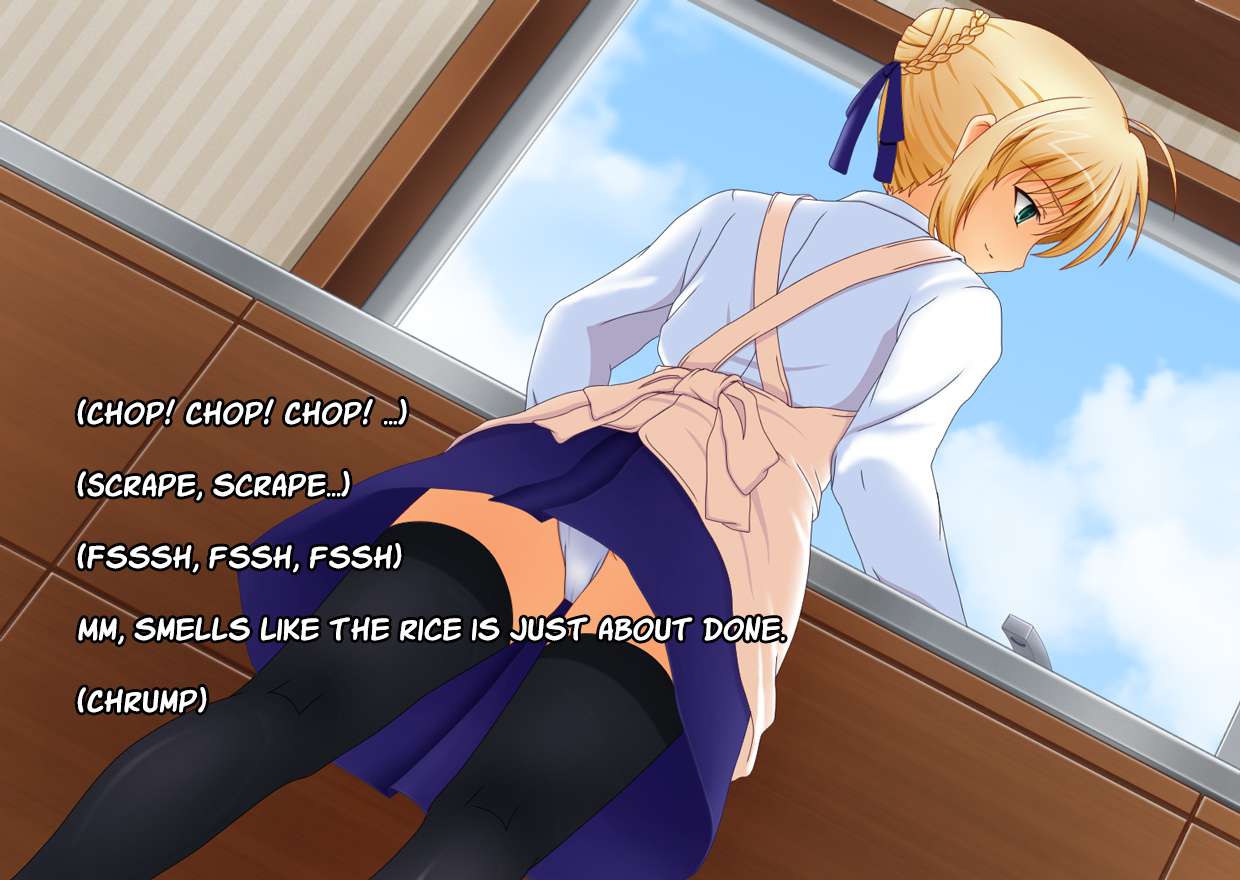 (CHOP! CHOP! CHOP! ...)
(SCRAPE, SCRAPE...)
(FSSSH, FSSH, FSSH)
MM, SMELLS LIKE THE RICE IS JUST ABOUT DONE.
(CHRUMP)